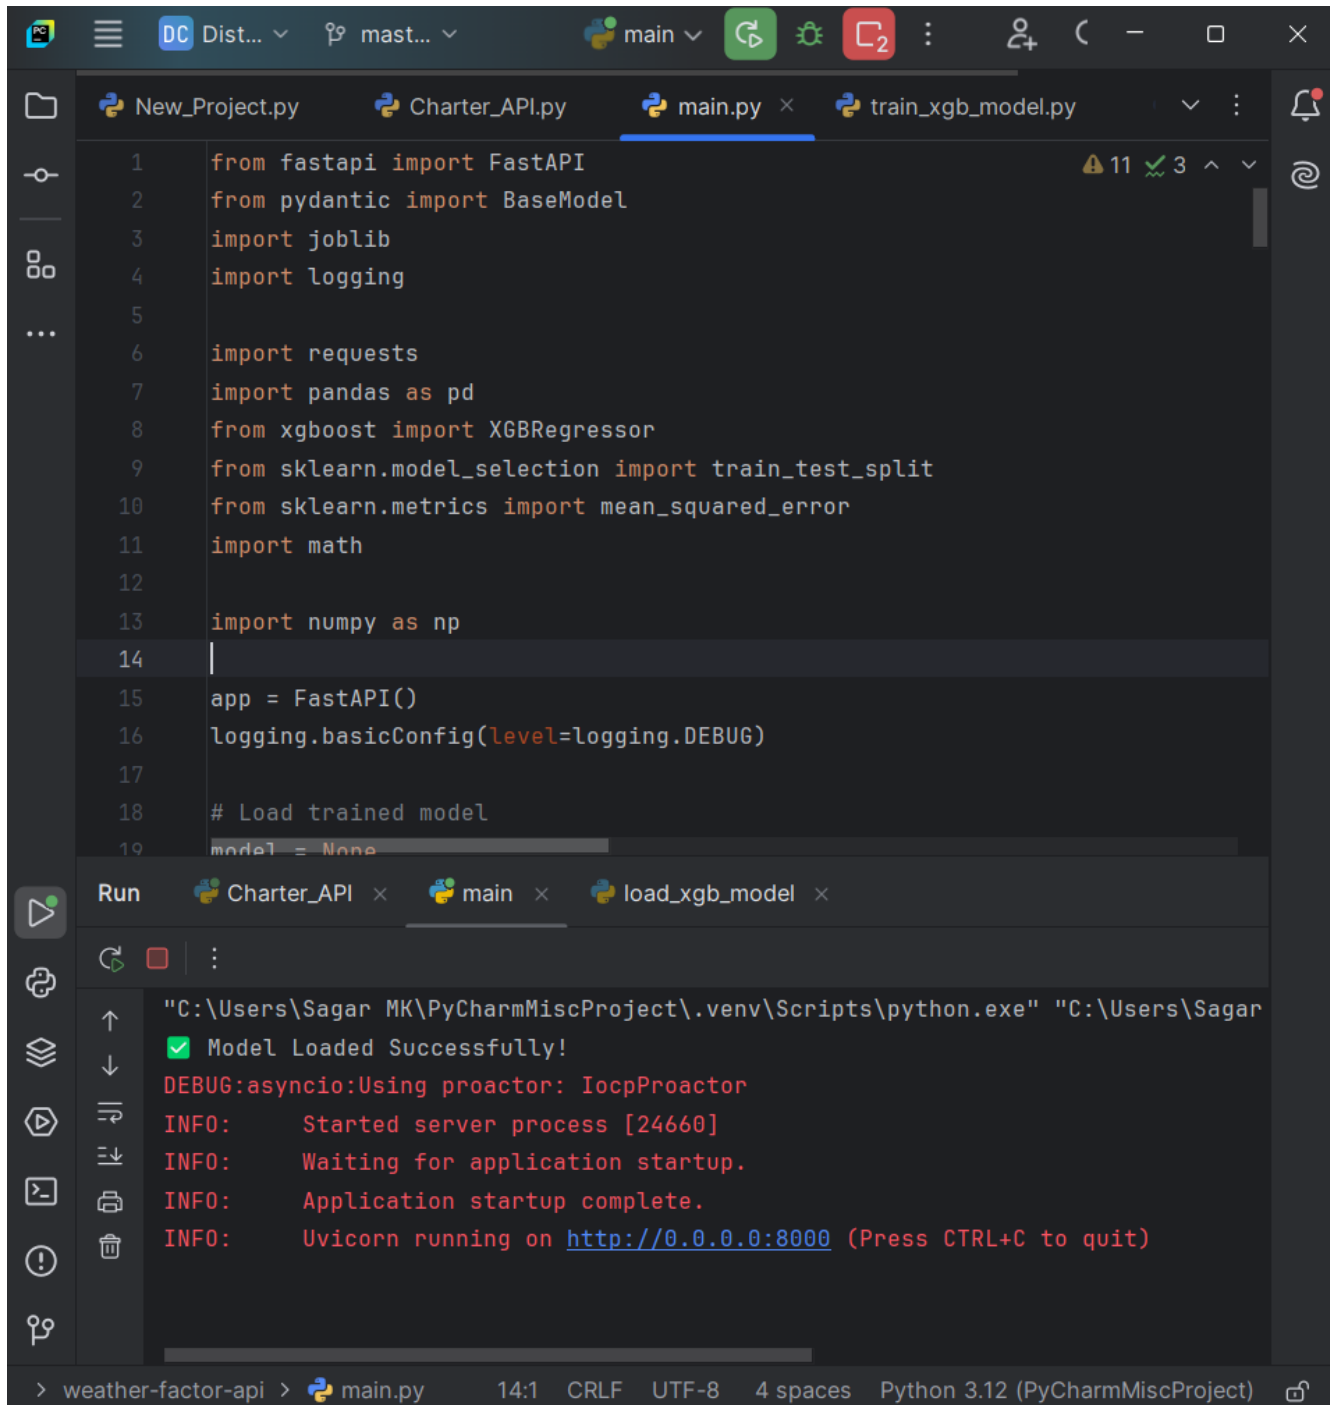 PC
DC Dist... mast... main 2
New_Project.py Charter_API.py main.py train_xgb_model.py
11 3
1 from fastapi import FastAPI
2 from pydantic import BaseModel
3 import joblib
4 import logging
5
6 import requests
7 import pandas as pd
8 from xgboost import XGBRegressor
9 from sklearn.model_selection import train_test_split
10 from sklearn.metrics import mean_squared_error
11 import math
12
13 import numpy as np
14
15 app = FastAPI()
16 logging.basicConfig(level=logging.DEBUG)
17
18 # Load trained model
19 model = None
Run Charter_API main load_xgb_model
"C:\Users\Sagar MK\PyCharmMiscProject\.venv\Scripts\python.exe" "C:\Users\Sagar
✅ Model Loaded Successfully!
DEBUG:asyncio:Using proactor: IocpProactor
INFO: Started server process [24660]
INFO: Waiting for application startup.
INFO: Application startup complete.
INFO: Uvicorn running on http://0.0.0.0:8000 (Press CTRL+C to quit)
> weather-factor-api > main.py 14:1 CRLF UTF-8 4 spaces Python 3.12 (PyCharmMiscProject)